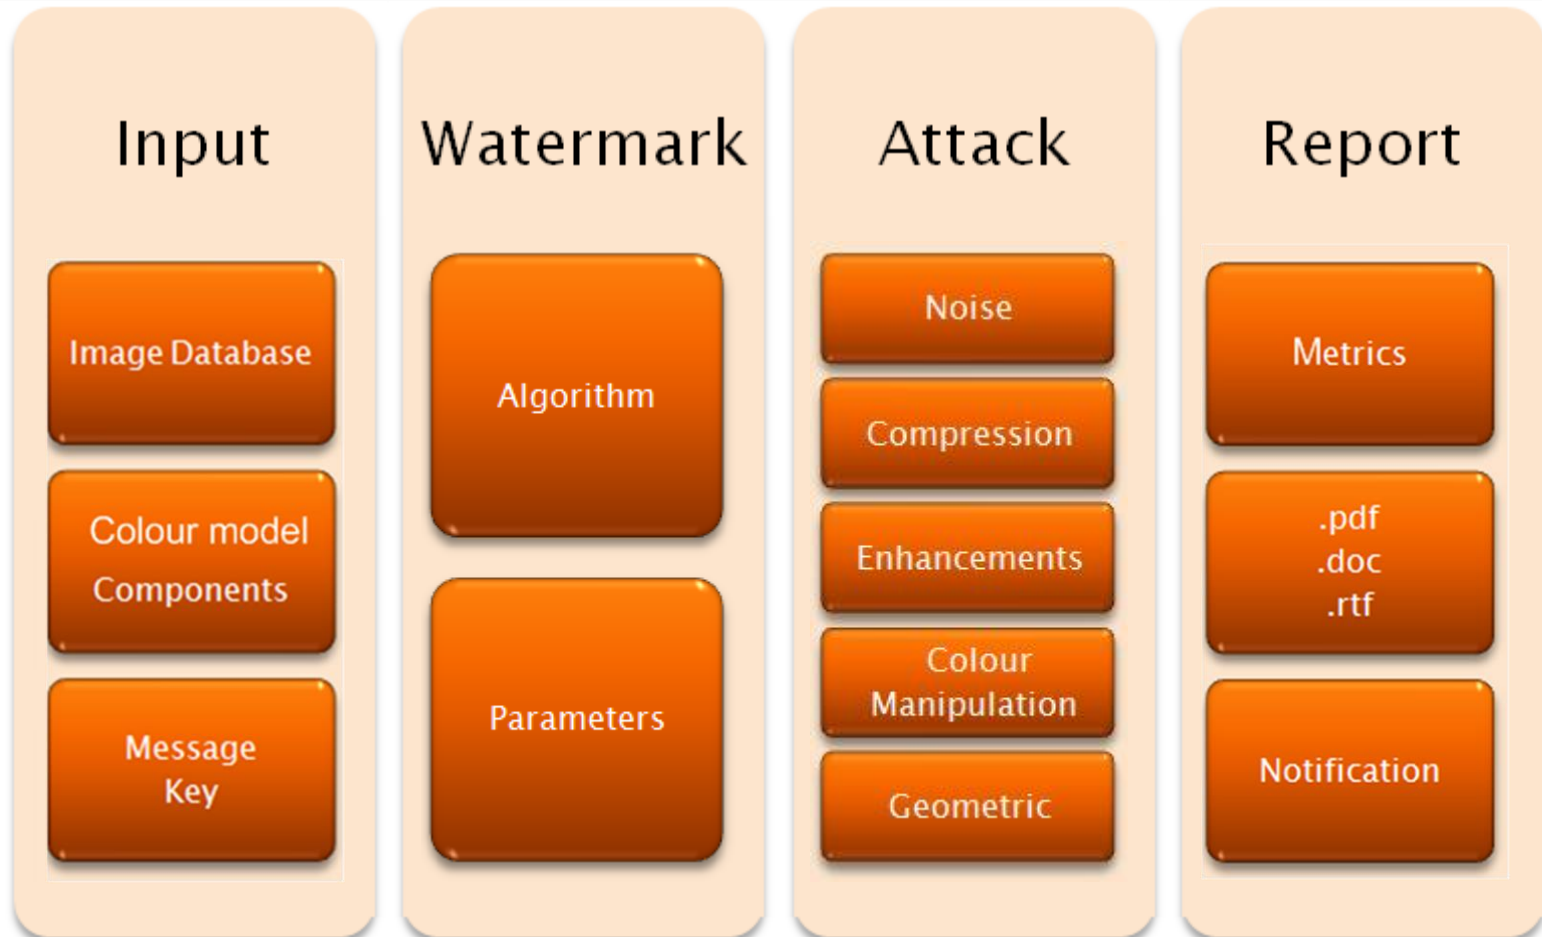 Input
Image Database
Colour model
Components
Message
Key
Watermark
Algorithm
Parameters
Attack
Noise
Compression
Enhancements
Colour
Manipulation
Geometric
Report
Metrics
.pdf
.doc
.rtf
Notification